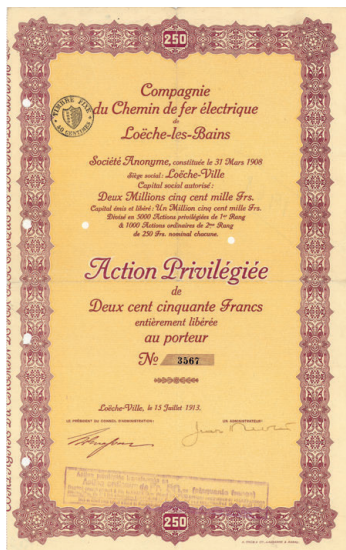 250
Compagnie
du Chemin de fer électrique
de
Loëche-les-Bains
TIMBRE FIXE
Société Anonyme, constituée le 31 Mars 1908
Siège social: Loëche-Ville
Capital social autorisé:
Deux Millions cinq cent mille Frs.
Capital émis et libéré: Un Million cinq cent mille Frs.
Divisé en 5000 Actions privilégiées de 1er Rang
& 1000 Actions ordinaires de 2me Rang
de 250 Frs. nominal chacune.
Action Privilégiée
de
Deux cent cinquante Francs
entièrement libérée
au porteur
No 3567
Loëche-Ville, le 15 Juillet 1913.
LE PRÉSIDENT DU CONSEIL D'ADMINISTRATION:
UN ADMINISTRATEUR:
250